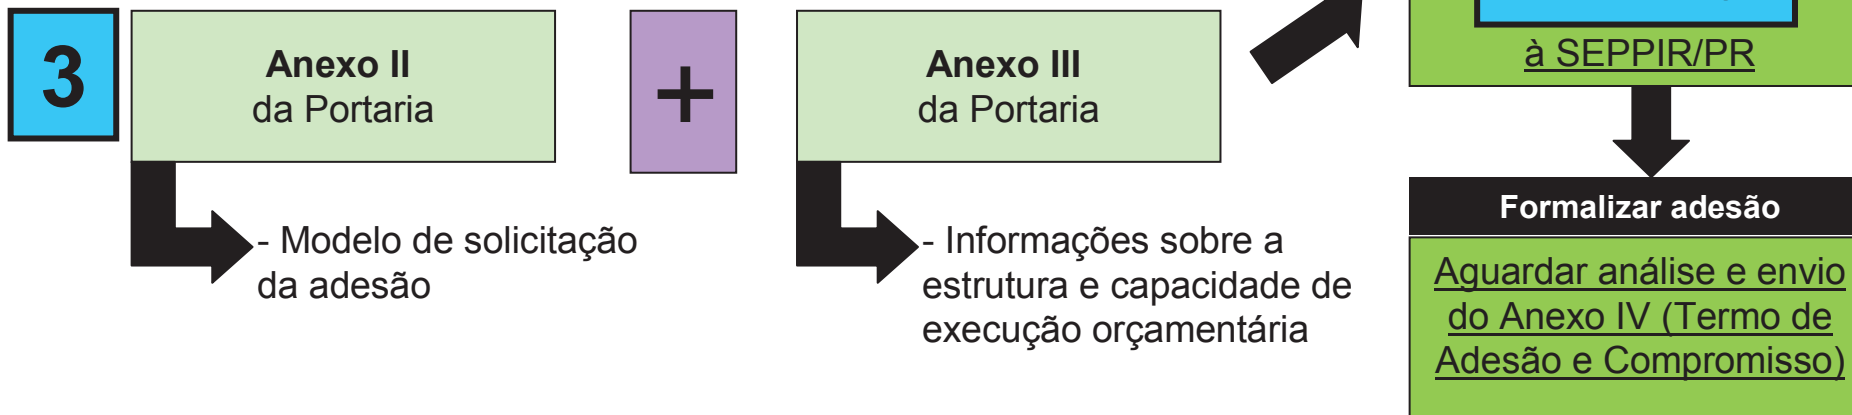 3
Anexo II
da Portaria
- Modelo de solicitação
da adesão
+
Anexo III
da Portaria
- Informações sobre a
estrutura e capacidade de
execução orçamentária
à SEPPIR/PR
Formalizar adesão
Aguardar análise e envio
do Anexo IV (Termo de
Adesão e Compromisso)